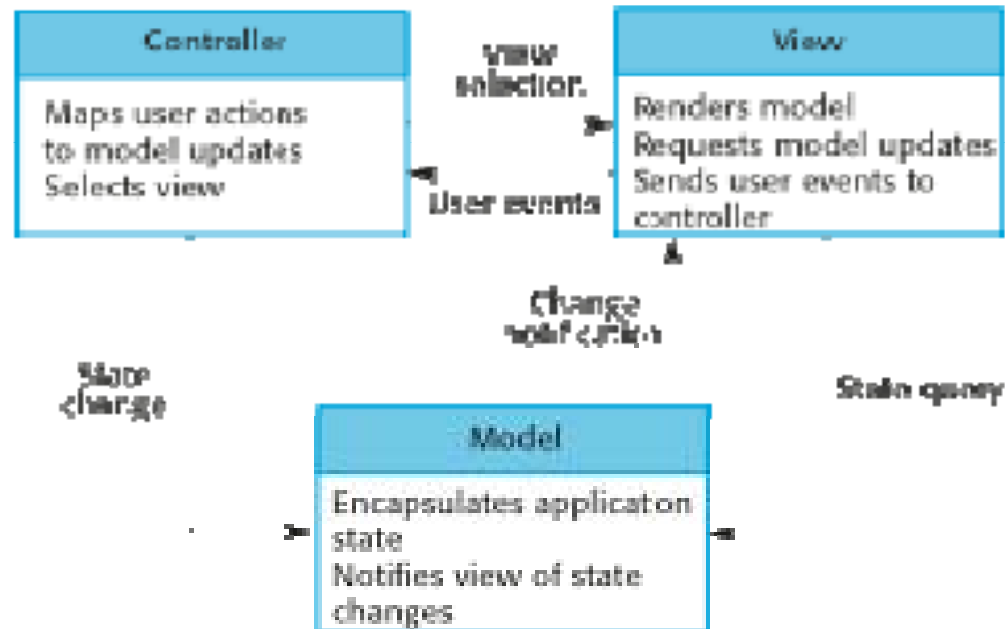 Controller
Maps user actions
to model updates
Selects view
View
selection
View
Renders model
Requests model updates
Sends user events to
controller
User events
Change
notification
State
change
State query
Model
Encapsulates applicaton
state
Notifies view of state
changes